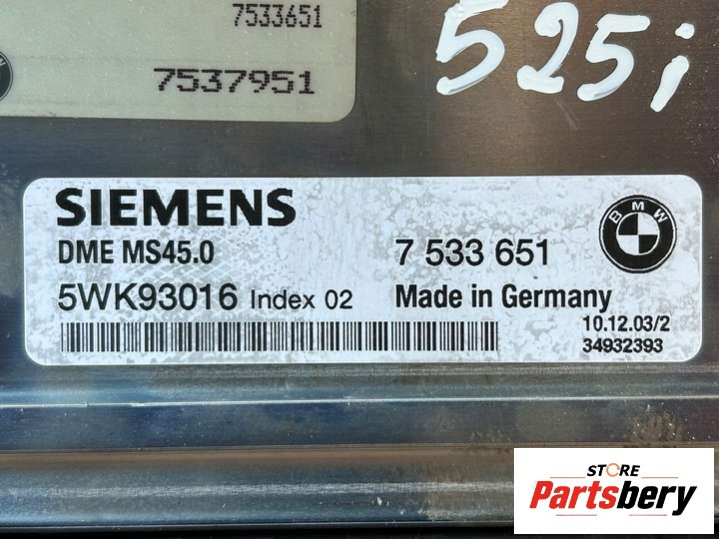 7533651
7537951
525i
SIEMENS
DME MS45.0
7 533 651
BMW
5WK93016 Index 02
Made in Germany
10.12.03/2
34932393
STORE
Partsbery